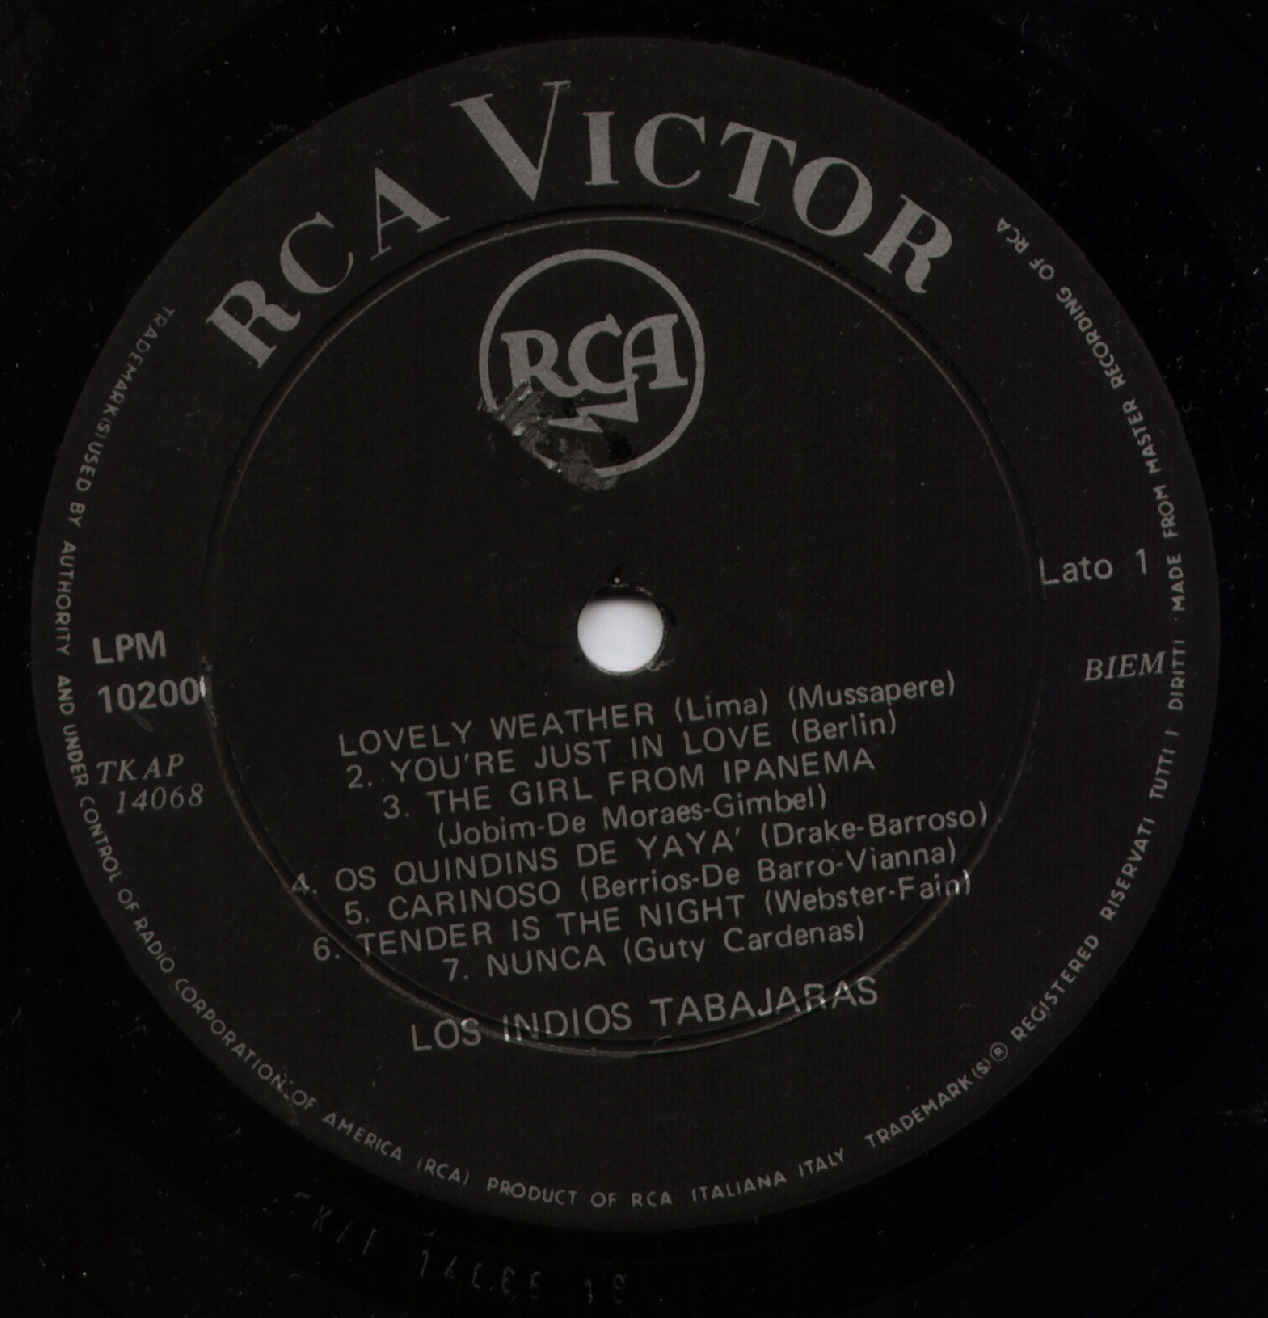 RCA VICTOR
RCA
Lato 1
LPM
10200
BIEM
TKAP
14068
LOVELY WEATHER (Lima) (Mussapere)
2. YOU'RE JUST IN LOVE (Berlin)
3. THE GIRL FROM IPANEMA
(Jobim-De Moraes-Gimbel)
4. OS QUINDINS DE YAYA' (Drake-Barroso)
5. CARINOSO (Berrios-De Barro-Vianna)
6. TENDER IS THE NIGHT (Webster-Fain)
7. NUNCA (Guty Cardenas)
LOS INDIOS TABAJARAS
TRADEMARK(S) USED BY AUTHORITY AND UNDER CONTROL OF RADIO CORPORATION OF AMERICA (RCA) PRODUCT OF RCA ITALIANA ITALY TRADEMARK(S)® REGISTERED RISERVATI TUTTI I DIRITTI · MADE FROM MASTER RECORDING OF RCA